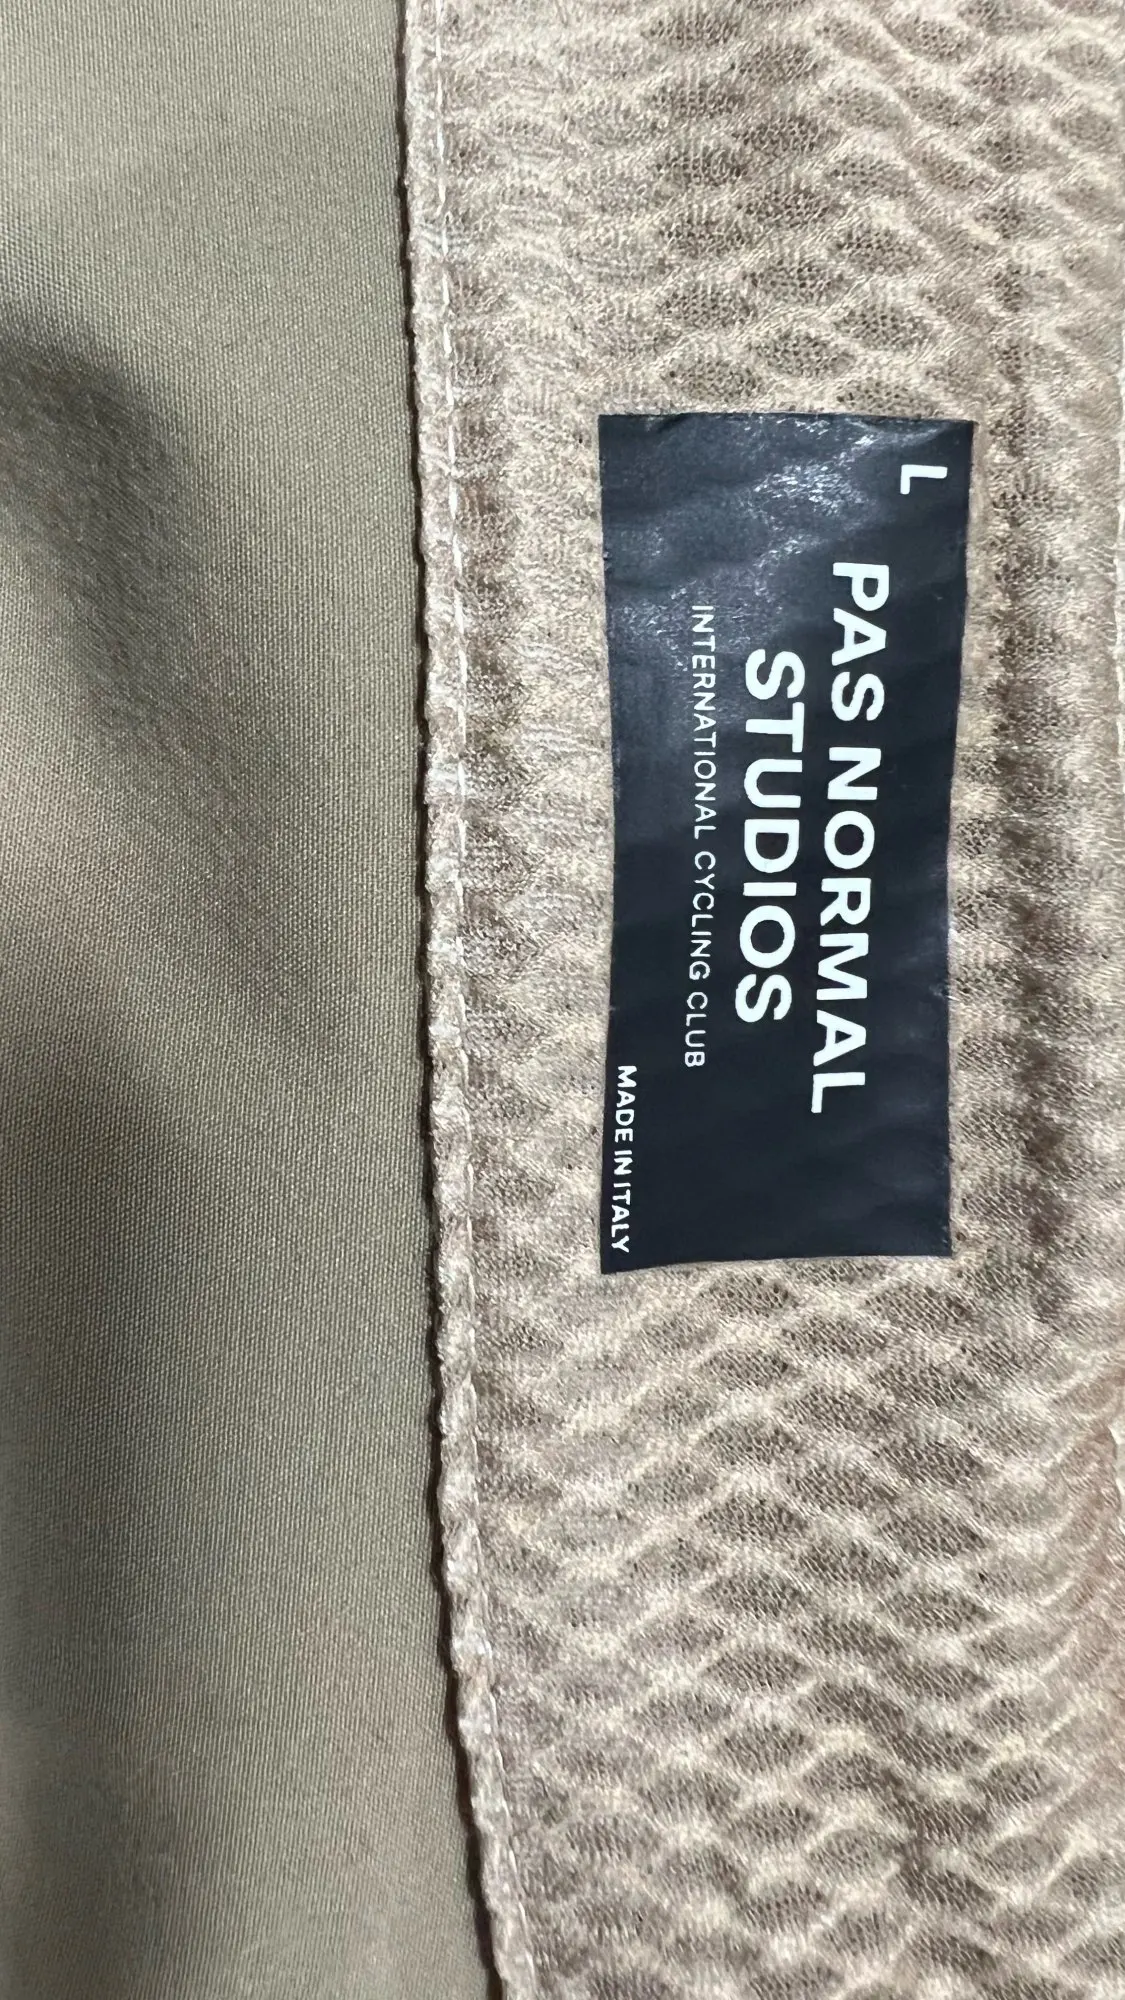 L
PAS NORMAL
STUDIOS
INTERNATIONAL CYCLING CLUB
MADE IN ITALY